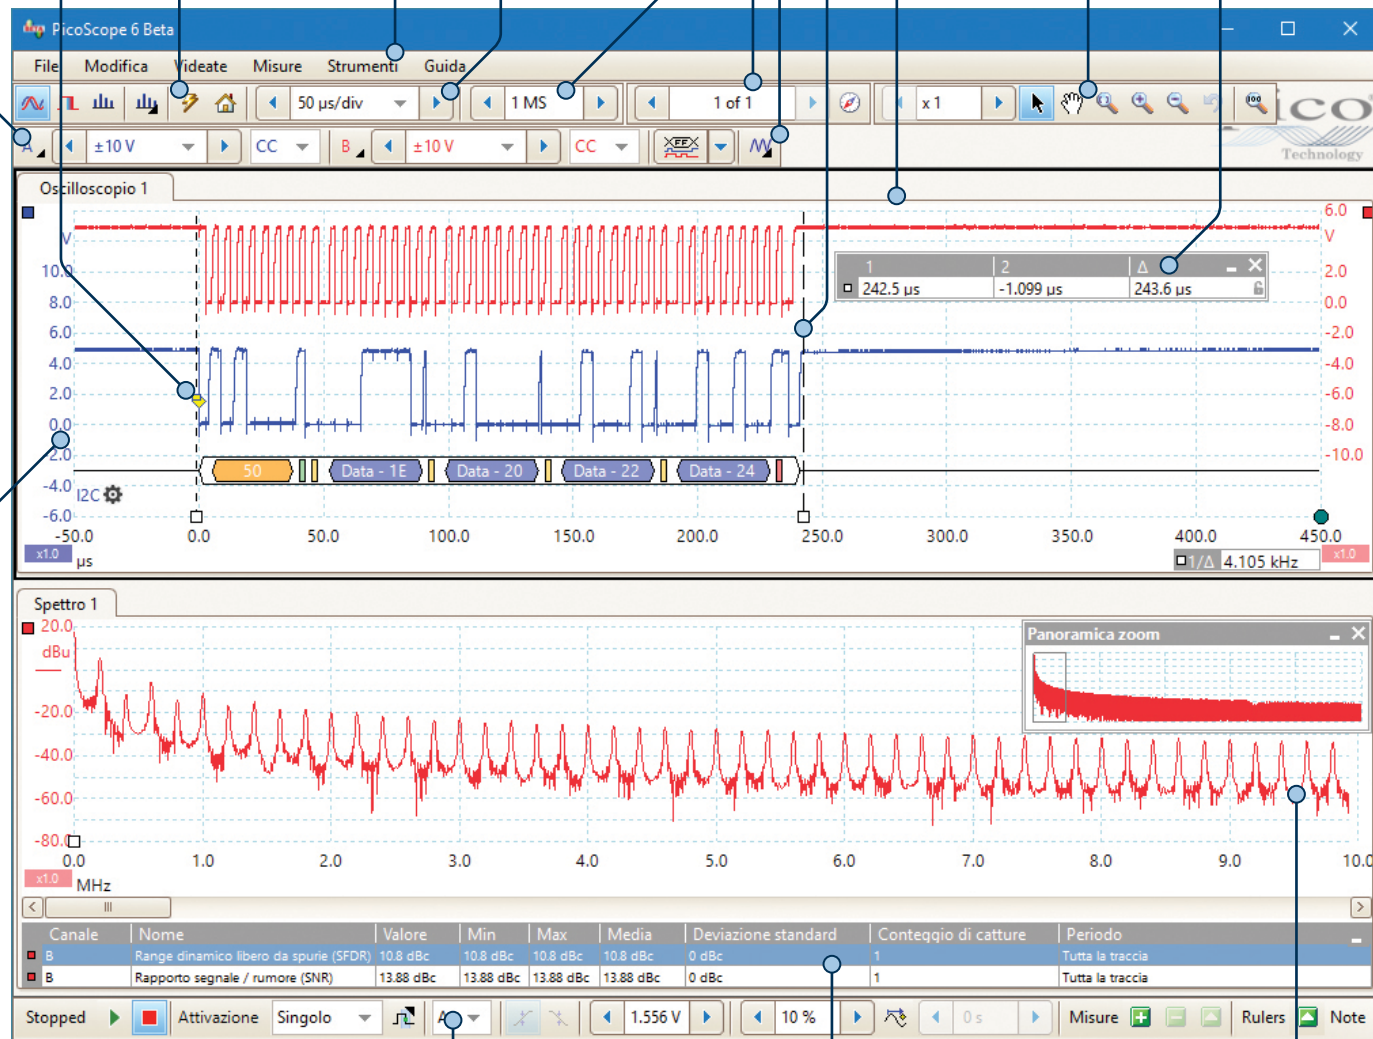 PicoScope 6 Beta
File Modifica Videate Misure Strumenti Guida
50 µs/div 1 MS 1 of 1 x 1 100
pico
Technology
A ±10 V CC B ±10 V CC XFFX
Oscilloscopio 1
V
10.0
8.0
6.0
4.0
2.0
0.0
-2.0
-4.0
-6.0
6.0
V
2.0
0.0
-2.0
-4.0
-6.0
-8.0
-10.0
1 2 Δ
242.5 µs -1.099 µs 243.6 µs
50 Data - 1E Data - 20 Data - 22 Data - 24
I2C
-50.0 0.0 50.0 100.0 150.0 200.0 250.0 300.0 350.0 400.0 450.0
x1.0 µs 1/Δ 4.105 kHz x1.0
Spettro 1
20.0
dBu
-20.0
-40.0
-60.0
-80.0
Panoramica zoom
0.0 1.0 2.0 3.0 4.0 5.0 6.0 7.0 8.0 9.0 10.0
x1.0 MHz
Canale Nome Valore Min Max Media Deviazione standard Conteggio di catture Periodo
B Range dinamico libero da spurie (SFDR) 10.8 dBc 10.8 dBc 10.8 dBc 10.8 dBc 0 dBc 1 Tutta la traccia
B Rapporto segnale / rumore (SNR) 13.88 dBc 13.88 dBc 13.88 dBc 13.88 dBc 0 dBc 1 Tutta la traccia
Stopped Attivazione Singolo A 1.556 V 10 % 0 s Misure Rulers Note